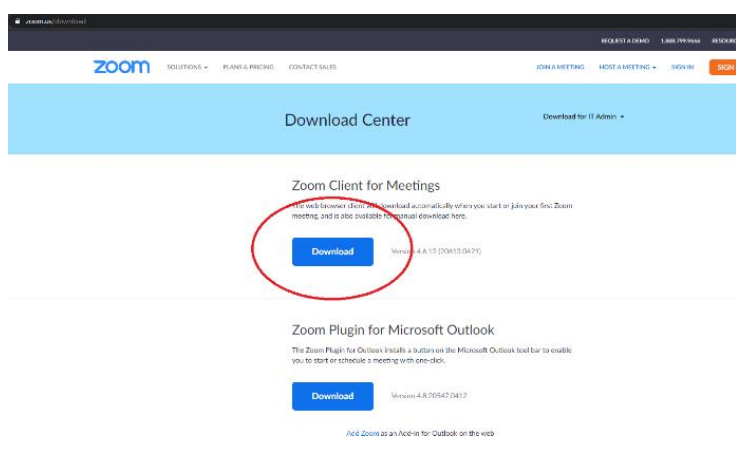 zoom.us/download
REQUEST A DEMO 1.888.799.9666 RESOURC
zoom SOLUTIONS PLANS & PRICING CONTACT SALES JOIN A MEETING HOST A MEETING SIGN IN SIGN
Download Center Download for IT Admin
Zoom Client for Meetings
The web browser client will download automatically when you start or join your first Zoom
meeting, and is also available for manual download here.
Download Version 4.6.12 (20613.0421)
Zoom Plugin for Microsoft Outlook
The Zoom Plugin for Outlook installs a button on the Microsoft Outlook tool bar to enable
you to start or schedule a meeting with one-click.
Download Version 4.8.20547.0412
Add Zoom as an Add-in for Outlook on the web